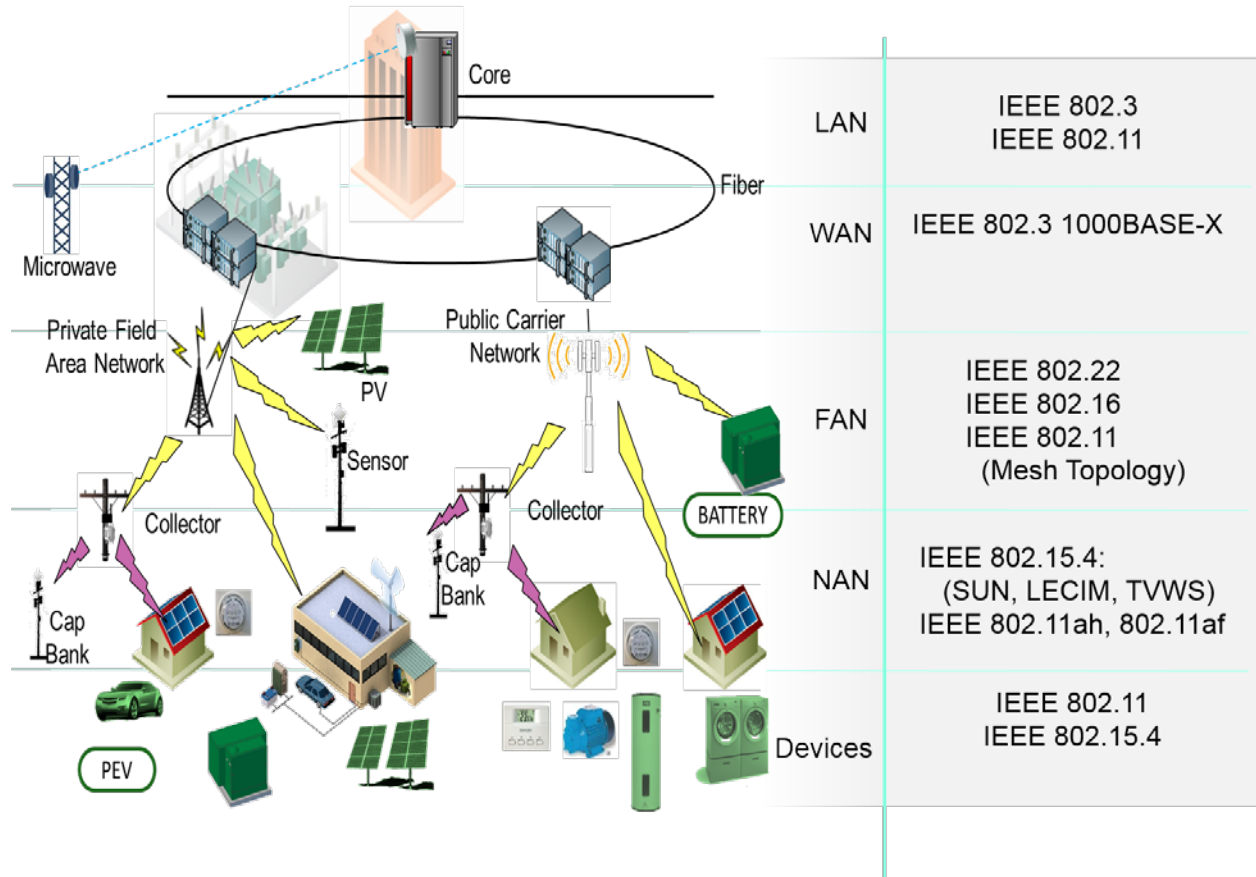 Core
LAN
IEEE 802.3
IEEE 802.11
Fiber
WAN
IEEE 802.3 1000BASE-X
Microwave
Private Field
Area Network
Public Carrier
Network
PV
FAN
IEEE 802.22
IEEE 802.16
IEEE 802.11
(Mesh Topology)
Sensor
Collector
Collector
BATTERY
NAN
IEEE 802.15.4:
(SUN, LECIM, TVWS)
IEEE 802.11ah, 802.11af
Cap
Bank
Cap
Bank
PEV
Devices
IEEE 802.11
IEEE 802.15.4